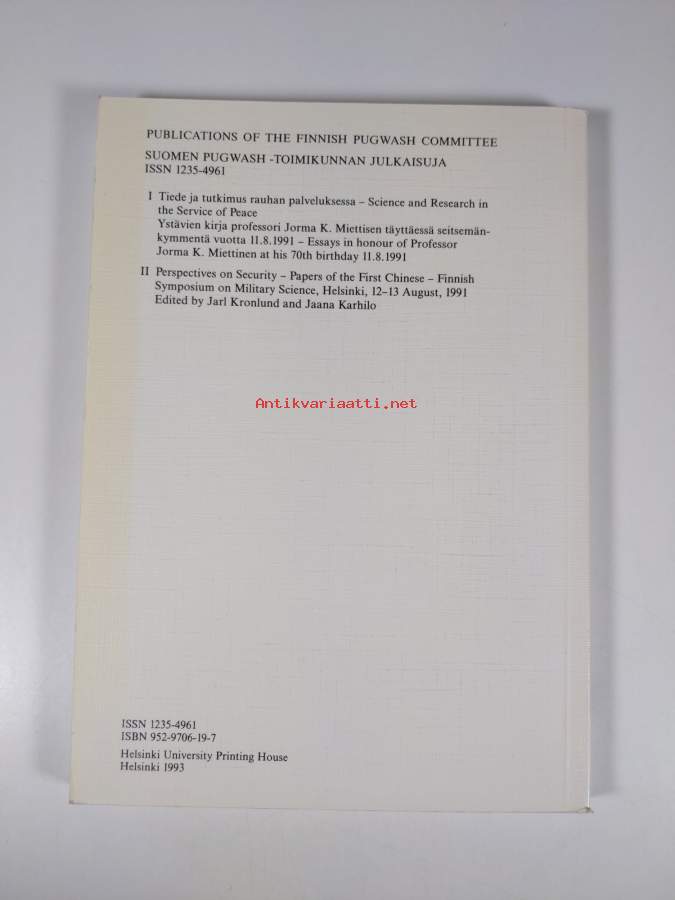 PUBLICATIONS OF THE FINNISH PUGWASH COMMITTEE
SUOMEN PUGWASH -TOIMIKUNNAN JULKAISUJA
ISSN 1235-4961
I Tiede ja tutkimus rauhan palveluksessa – Science and Research in
the Service of Peace
Ystävien kirja professori Jorma K. Miettisen täyttäessä seitsemän-
kymmentä vuotta 11.8.1991 – Essays in honour of Professor
Jorma K. Miettinen at his 70th birthday 11.8.1991
II Perspectives on Security – Papers of the First Chinese – Finnish
Symposium on Military Science, Helsinki, 12–13 August, 1991
Edited by Jarl Kronlund and Jaana Karhilo
Antikvariaatti.net
ISSN 1235-4961
ISBN 952-9706-19-7
Helsinki University Printing House
Helsinki 1993